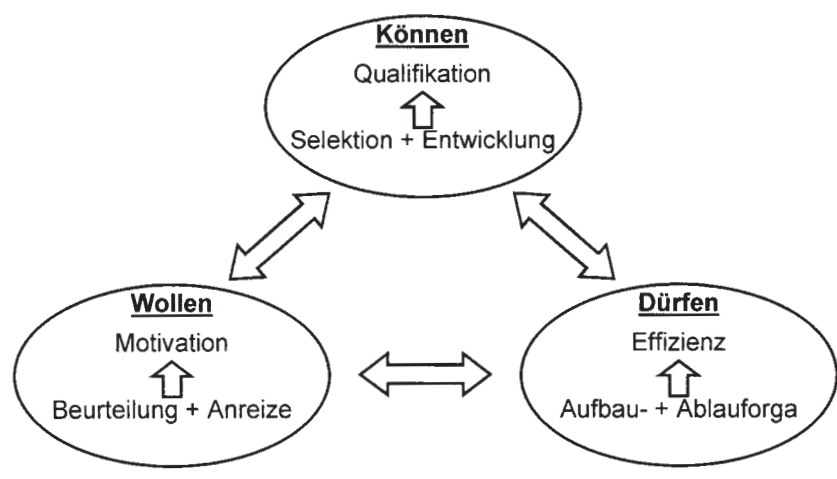 Können
Qualifikation
Selektion + Entwicklung
Wollen
Motivation
Beurteilung + Anreize
Dürfen
Effizienz
Aufbau- + Ablauforga